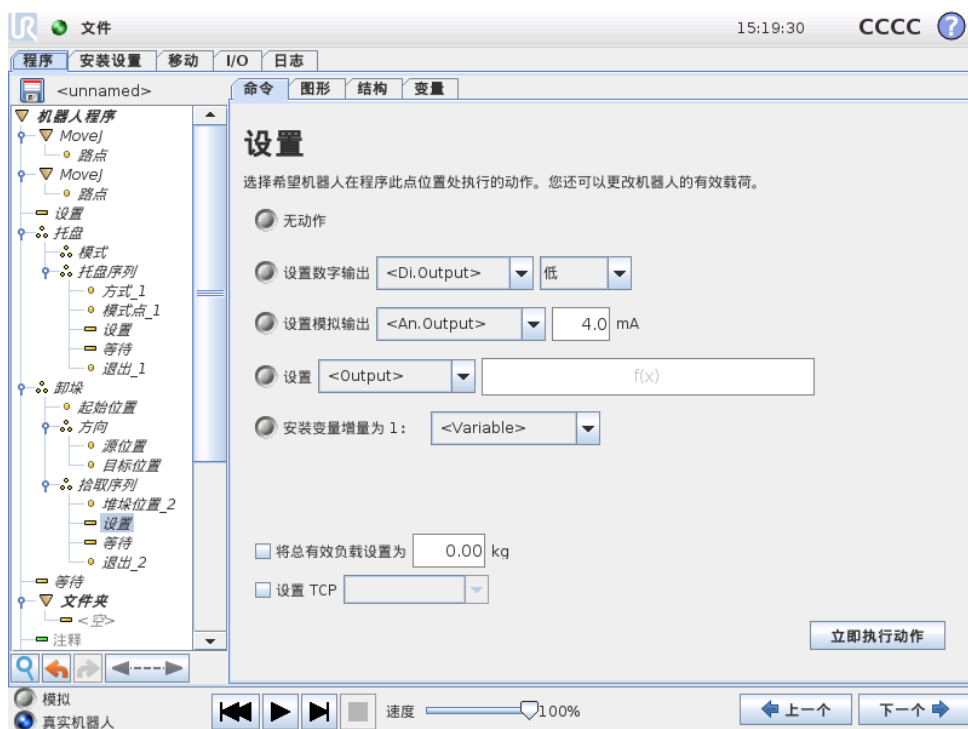 UR 文件 15:19:30 CCCC ?
程序 安装设置 移动 I/O 日志
<unnamed>
命令 图形 结构 变量
机器人程序
MoveJ
路点
MoveJ
路点
设置
托盘
模式
托盘序列
方式_1
模式点_1
设置
等待
退出_1
卸垛
起始位置
方向
源位置
目标位置
拾取序列
堆垛位置_2
设置
等待
退出_2
等待
文件夹
<空>
注释
设置
选择希望机器人在程序此点位置处执行的动作。您还可以更改机器人的有效载荷。
无动作
设置数字输出 <Di.Output> 低
设置模拟输出 <An.Output> 4.0 mA
设置 <Output> f(x)
安装变量增量为 1: <Variable>
将总有效负载设置为 0.00 kg
设置 TCP
立即执行动作
模拟
真实机器人
速度 100%
上一个 下一个